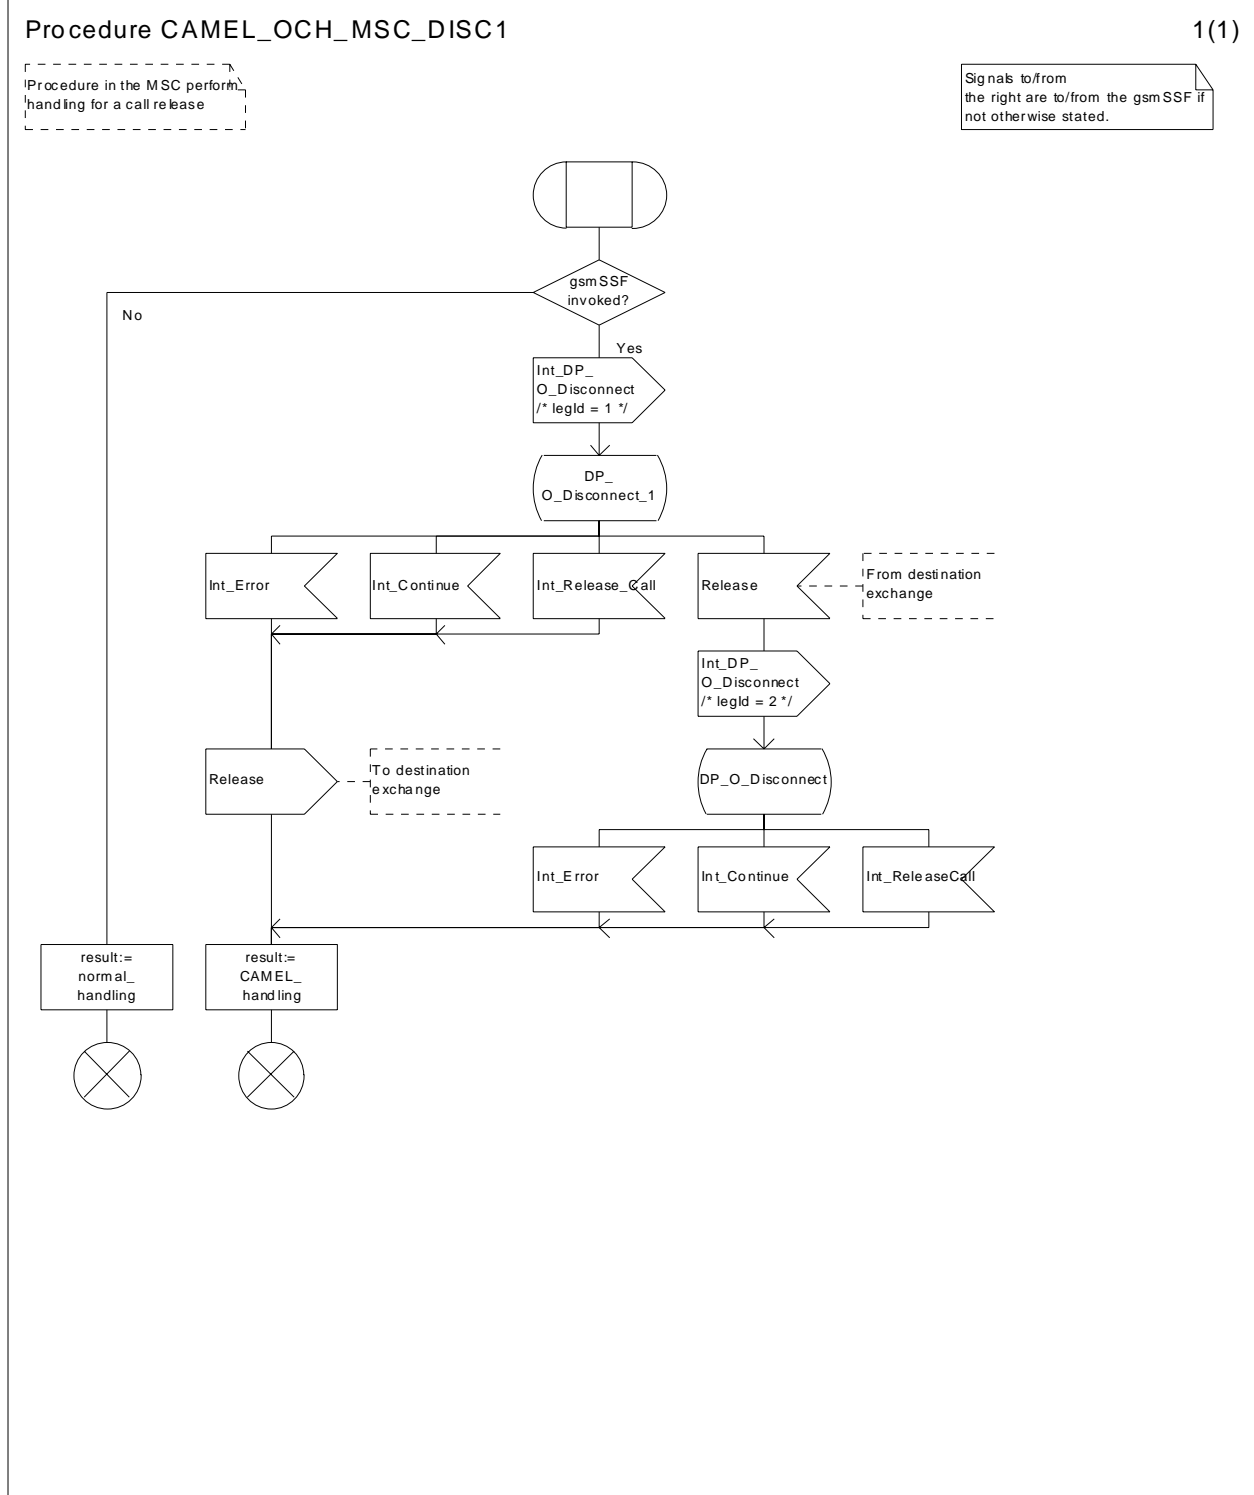 Procedure CAMEL_OCH_MSC_DISC1
1(1)
Procedure in the MSC perform
handling for a call release
Signals to/from
the right are to/from the gsmSSF if
not otherwise stated.
gsmSSF
invoked?
No
Yes
Int_DP_
O_Disconnect
/* legId = 1 */
DP_
O_Disconnect_1
Int_Error
Int_Continue
Int_Release_Call
Release
From destination
exchange
Int_DP_
O_Disconnect
/* legId = 2 */
Release
To destination
exchange
DP_O_Disconnect
Int_Error
Int_Continue
Int_ReleaseCall
result:=
normal_
handling
result:=
CAMEL_
handling